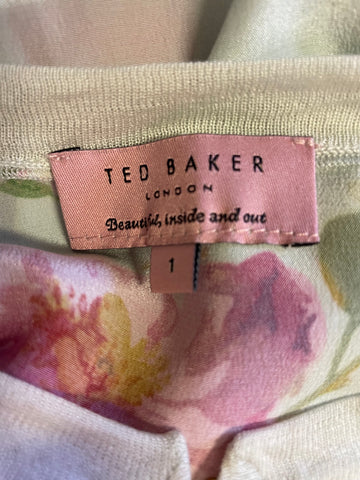 TED BAKER
LONDON
Beautiful, inside and out
1